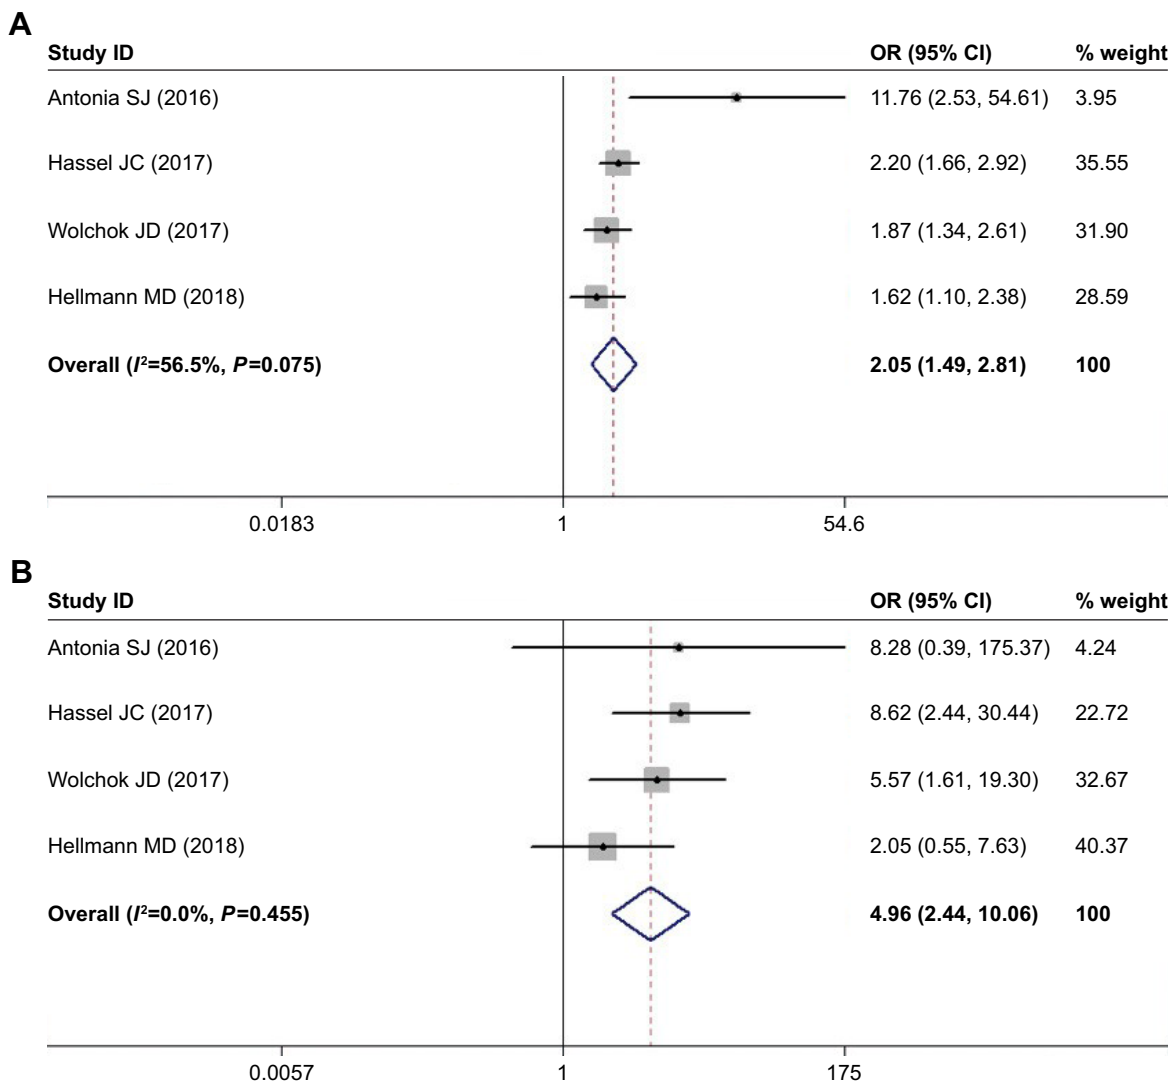 A
Study ID OR (95% CI) % weight
Antonia SJ (2016) 11.76 (2.53, 54.61) 3.95
Hassel JC (2017) 2.20 (1.66, 2.92) 35.55
Wolchok JD (2017) 1.87 (1.34, 2.61) 31.90
Hellmann MD (2018) 1.62 (1.10, 2.38) 28.59
Overall (I²=56.5%, P=0.075) 2.05 (1.49, 2.81) 100
0.0183 1 54.6
B
Study ID OR (95% CI) % weight
Antonia SJ (2016) 8.28 (0.39, 175.37) 4.24
Hassel JC (2017) 8.62 (2.44, 30.44) 22.72
Wolchok JD (2017) 5.57 (1.61, 19.30) 32.67
Hellmann MD (2018) 2.05 (0.55, 7.63) 40.37
Overall (I²=0.0%, P=0.455) 4.96 (2.44, 10.06) 100
0.0057 1 175